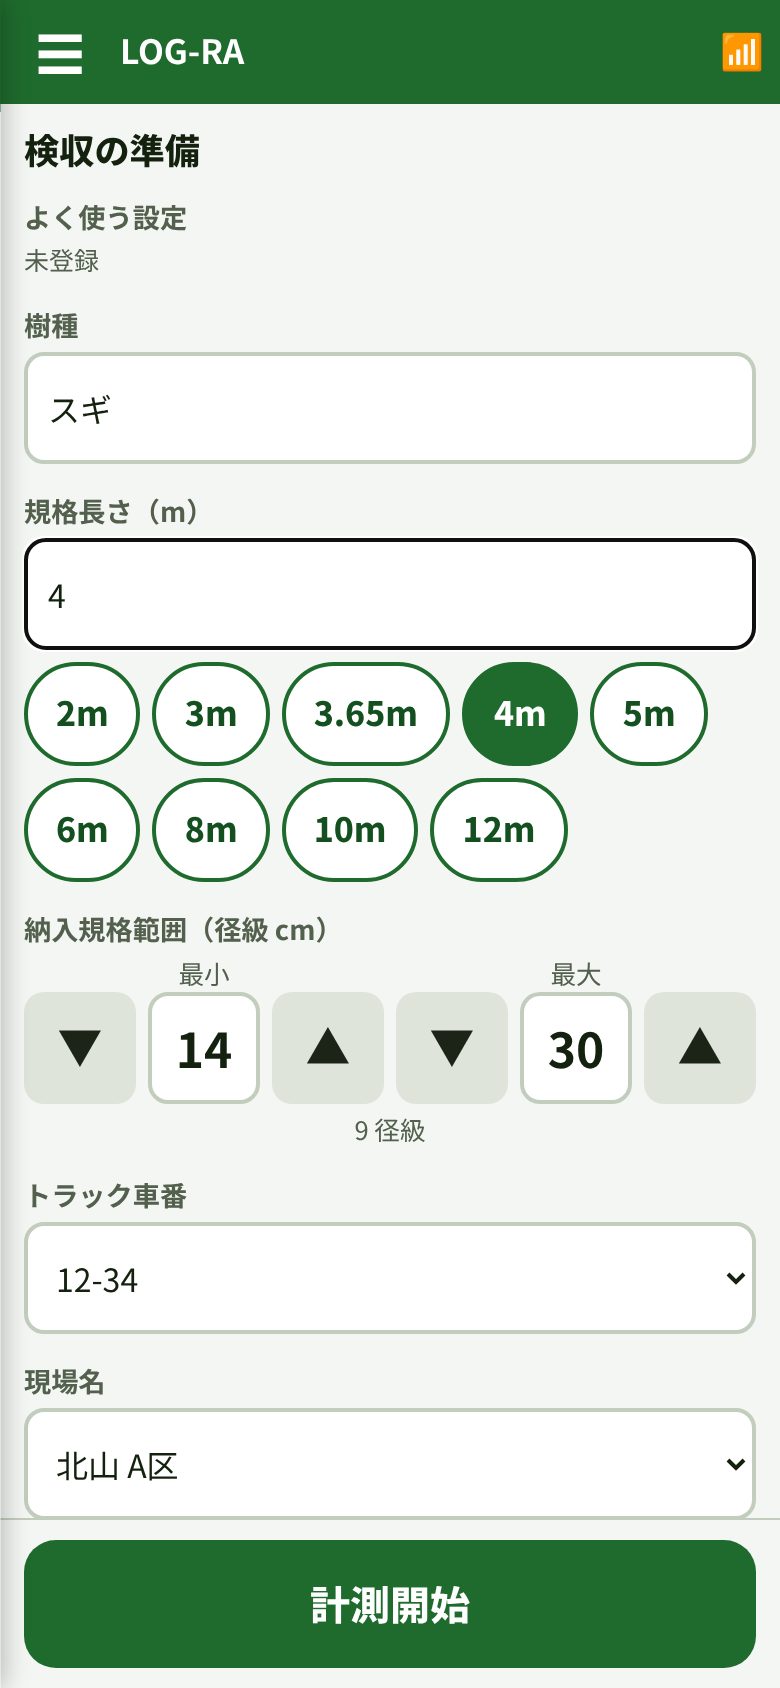 LOG-RA
検収の準備
よく使う設定
未登録
樹種
スギ
規格長さ（m）
4
2m 3m 3.65m 4m 5m
6m 8m 10m 12m
納入規格範囲（径級 cm）
最小 最大
▼ 14 ▲ ▼ 30 ▲
9 径級
トラック車番
12-34
現場名
北山 A区
計測開始